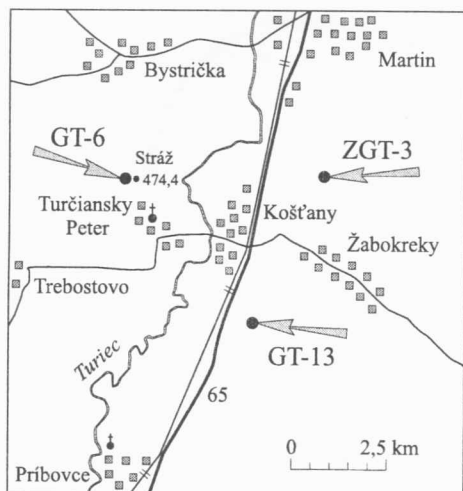 Bystrička
Martin
GT-6
Stráž
474,4
ZGT-3
Turčiansky
Peter
Košťany
Žabokreky
Trebostovo
Turiec
GT-13
65
0 2,5 km
Príbovce